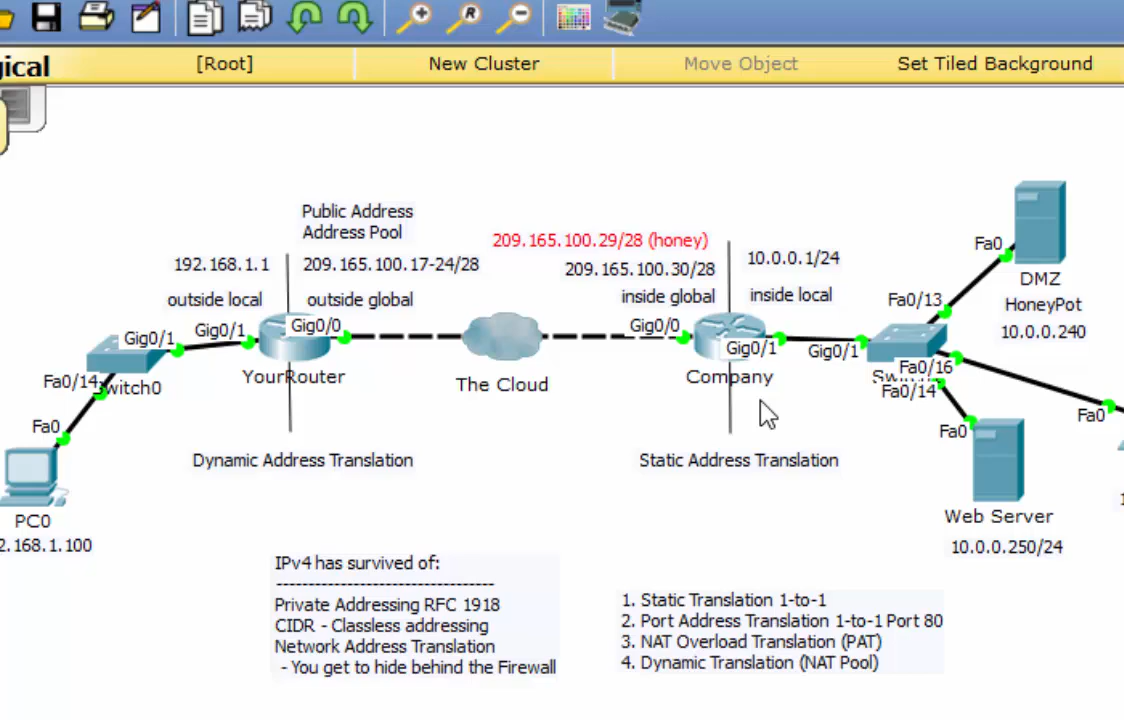 gical
[Root]
New Cluster
Move Object
Set Tiled Background
Public Address
Address Pool
209.165.100.29/28 (honey)
192.168.1.1
209.165.100.17-24/28
209.165.100.30/28
10.0.0.1/24
outside local
outside global
inside global
inside local
Fa0
DMZ
HoneyPot
10.0.0.240
Fa0/13
Gig0/1
Gig0/1
Gig0/0
Gig0/0
Gig0/1
Gig0/1
Fa0/16
Fa0/14
Fa0/14
witch0
YourRouter
The Cloud
Company
Fa0
Fa0
Fa0
Dynamic Address Translation
Static Address Translation
PC0
2.168.1.100
Web Server
10.0.0.250/24
IPv4 has survived of:
----------------------------------
Private Addressing RFC 1918
CIDR - Classless addressing
Network Address Translation
- You get to hide behind the Firewall
1. Static Translation 1-to-1
2. Port Address Translation 1-to-1 Port 80
3. NAT Overload Translation (PAT)
4. Dynamic Translation (NAT Pool)